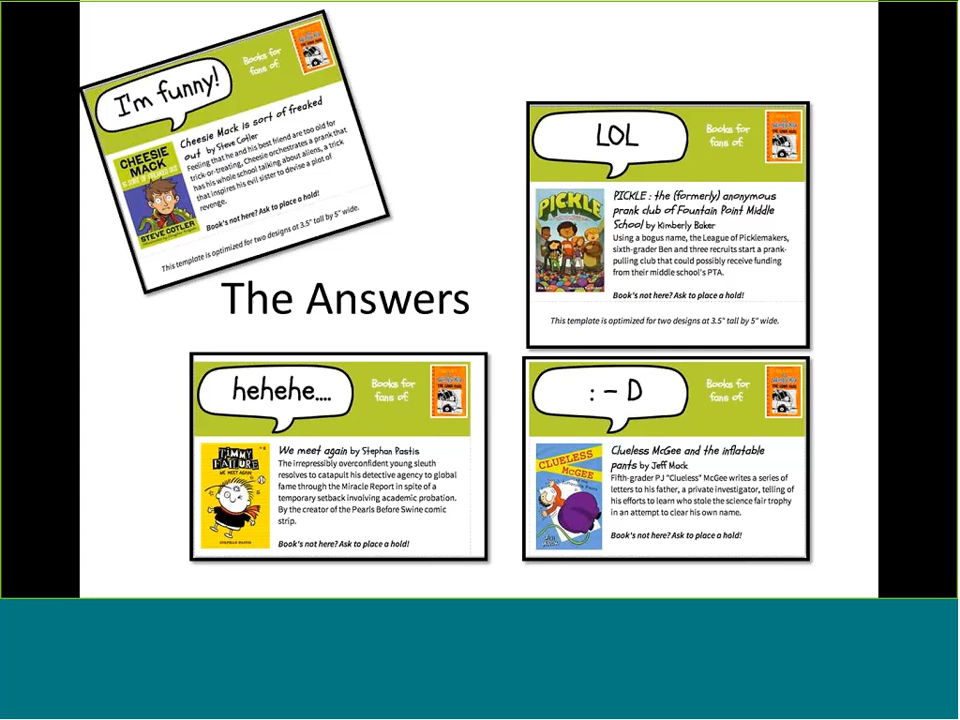 I'm funny!
Books for
fans of:
Cheesie Mack is sort of freaked
out by Steve Cotler
Feeling that he and his best friend are too old for
trick-or-treating, Cheesie orchestrates a prank that
has his whole school talking about aliens, a trick
that inspires his evil sister to devise a plot of
revenge.
Book's not here? Ask to place a hold!
This template is optimized for two designs at 3.5" tall by 5" wide.
CHEESIE
MACK
STEVE COTLER
The Answers
LOL
Books for
fans of:
PICKLE
PICKLE : the (formerly) anonymous
prank club of Fountain Point Middle
School by Kimberly Baker
Using a bogus name, the League of Picklemakers,
sixth-grader Ben and three recruits start a prank-
pulling club that could possibly receive funding
from their middle school's PTA.
Book's not here? Ask to place a hold!
This template is optimized for two designs at 3.5" tall by 5" wide.
hehehe....
Books for
fans of:
TIMMY
FAILURE
WE MEET AGAIN
STEPHAN PASTIS
We meet again by Stephan Pastis
The irrepressibly overconfident young sleuth
resolves to catapult his detective agency to global
fame through the Miracle Report in spite of a
temporary setback involving academic probation.
By the creator of the Pearls Before Swine comic
strip.
Book's not here? Ask to place a hold!
: – D
Books for
fans of:
CLUELESS
McGEE
Clueless McGee and the inflatable
pants by Jeff Mack
Fifth-grader PJ "Clueless" McGee writes a series of
letters to his father, a private investigator, telling of
his efforts to learn who stole the science fair trophy
in an attempt to clear his own name.
Book's not here? Ask to place a hold!